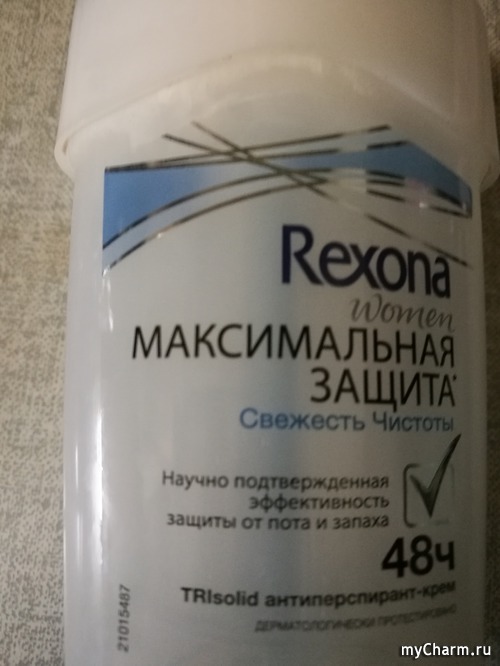 Rexona
Women
МАКСИМАЛЬНАЯ
ЗАЩИТА*
Свежесть Чистоты
Научно подтвержденная
эффективность
защиты от пота и запаха
48ч
TRIsolid антиперспирант-крем
ДЕРМАТОЛОГИЧЕСКИ ПРОТЕСТИРОВАНО
21015487
myCharm.ru